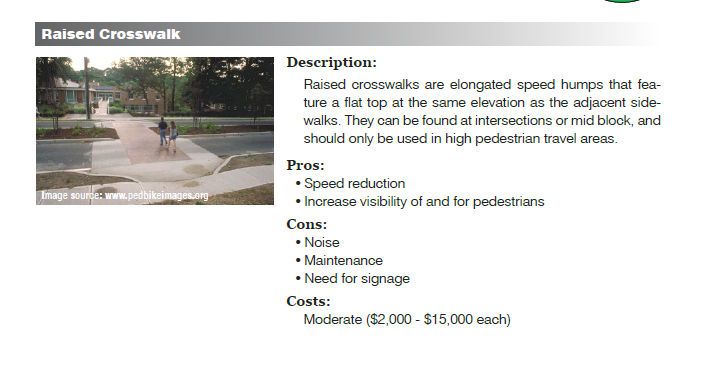 Raised Crosswalk
Description:
Raised crosswalks are elongated speed humps that fea-
ture a flat top at the same elevation as the adjacent side-
walks. They can be found at intersections or mid block, and
should only be used in high pedestrian travel areas.
Image source: www.pedbikeimages.org
Pros:
• Speed reduction
• Increase visibility of and for pedestrians
Cons:
• Noise
• Maintenance
• Need for signage
Costs:
Moderate ($2,000 - $15,000 each)